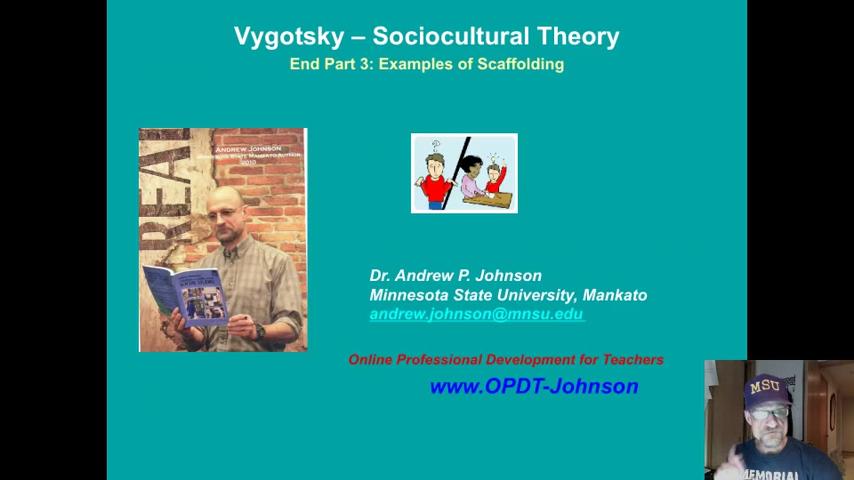 Vygotsky – Sociocultural Theory
End Part 3: Examples of Scaffolding
REAL
ANDREW JOHNSON
2010
Dr. Andrew P. Johnson
Minnesota State University, Mankato
andrew.johnson@mnsu.edu
Online Professional Development for Teachers
www.OPDT-Johnson
MSU
MEMORIAL